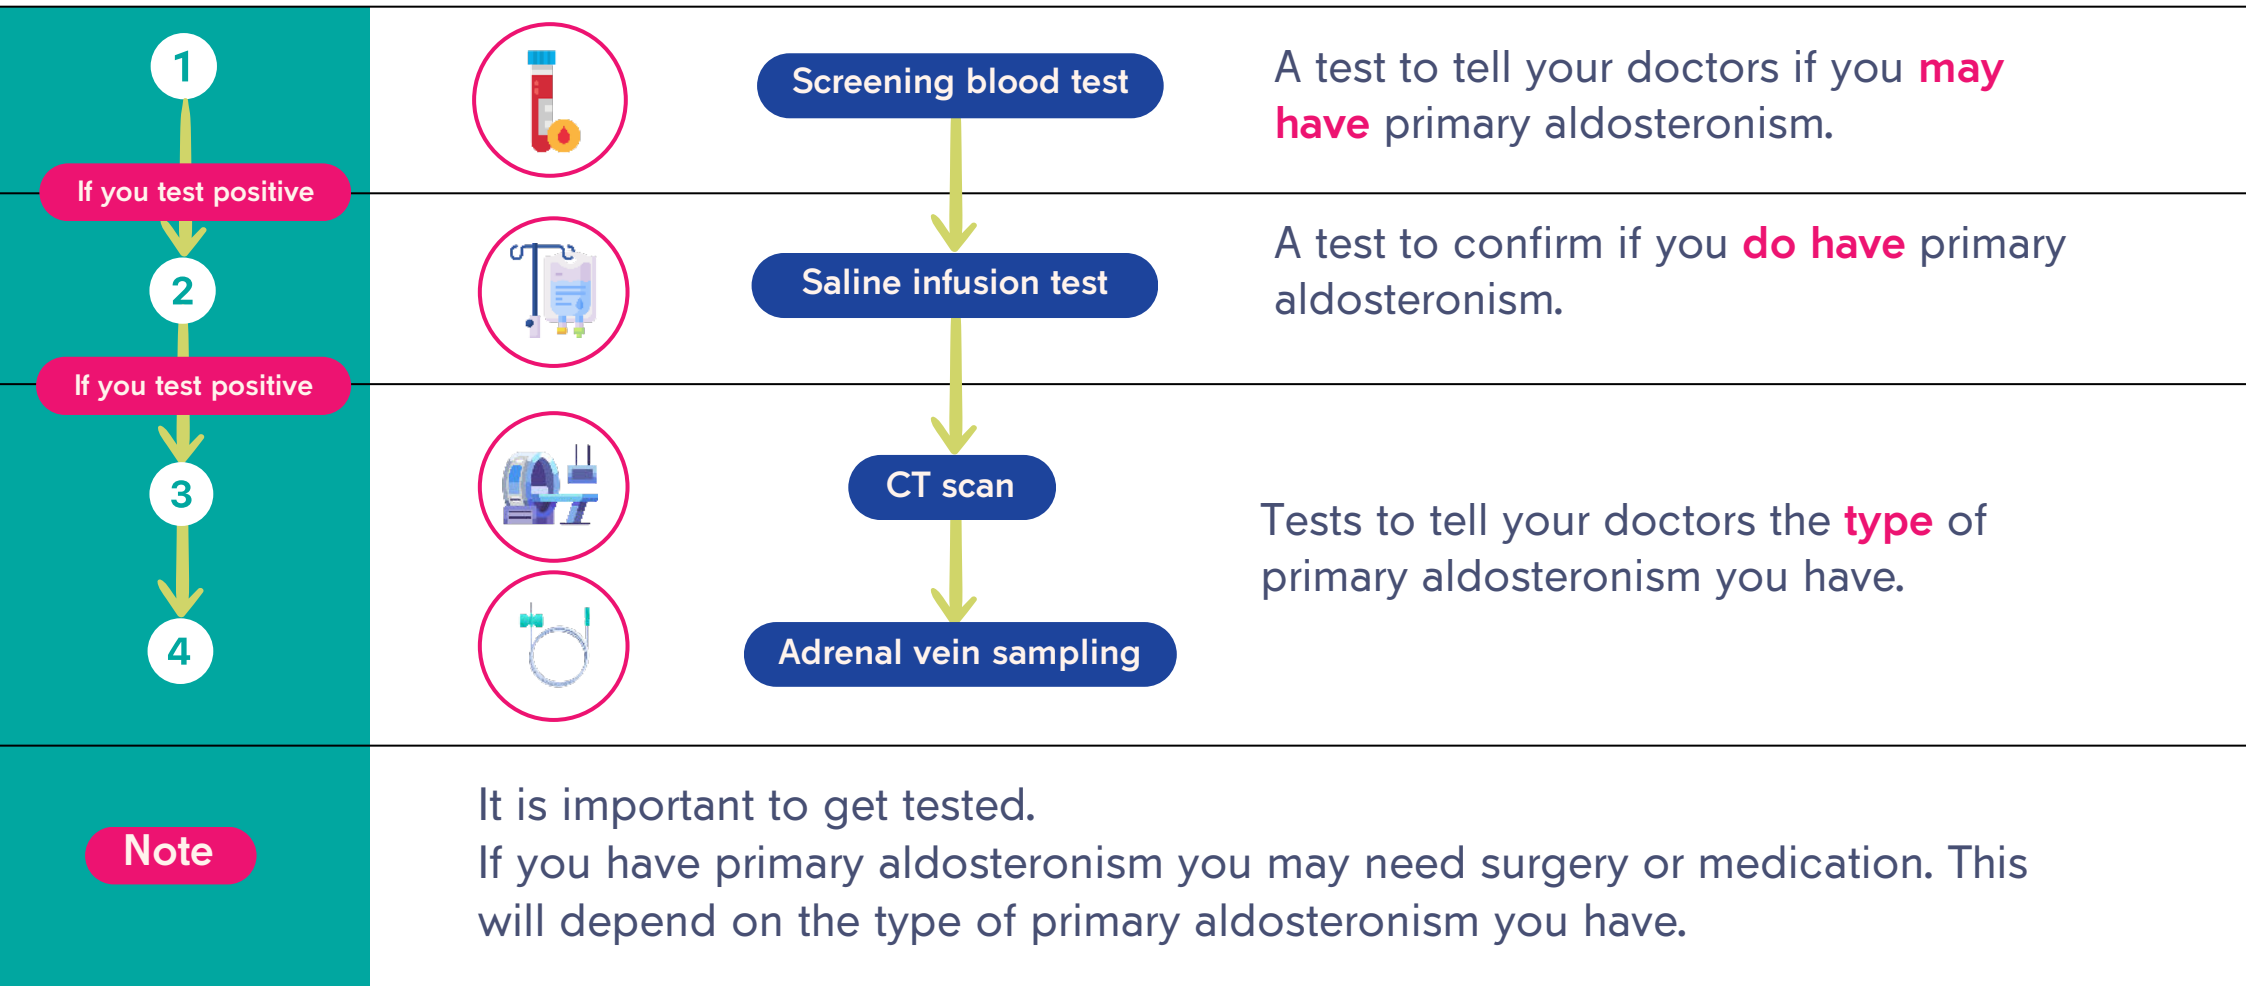 1
Screening blood test
A test to tell your doctors if you may
have primary aldosteronism.
If you test positive
2
Saline infusion test
A test to confirm if you do have primary
aldosteronism.
If you test positive
3
CT scan
4
Adrenal vein sampling
Tests to tell your doctors the type of
primary aldosteronism you have.
Note
It is important to get tested.
If you have primary aldosteronism you may need surgery or medication. This
will depend on the type of primary aldosteronism you have.